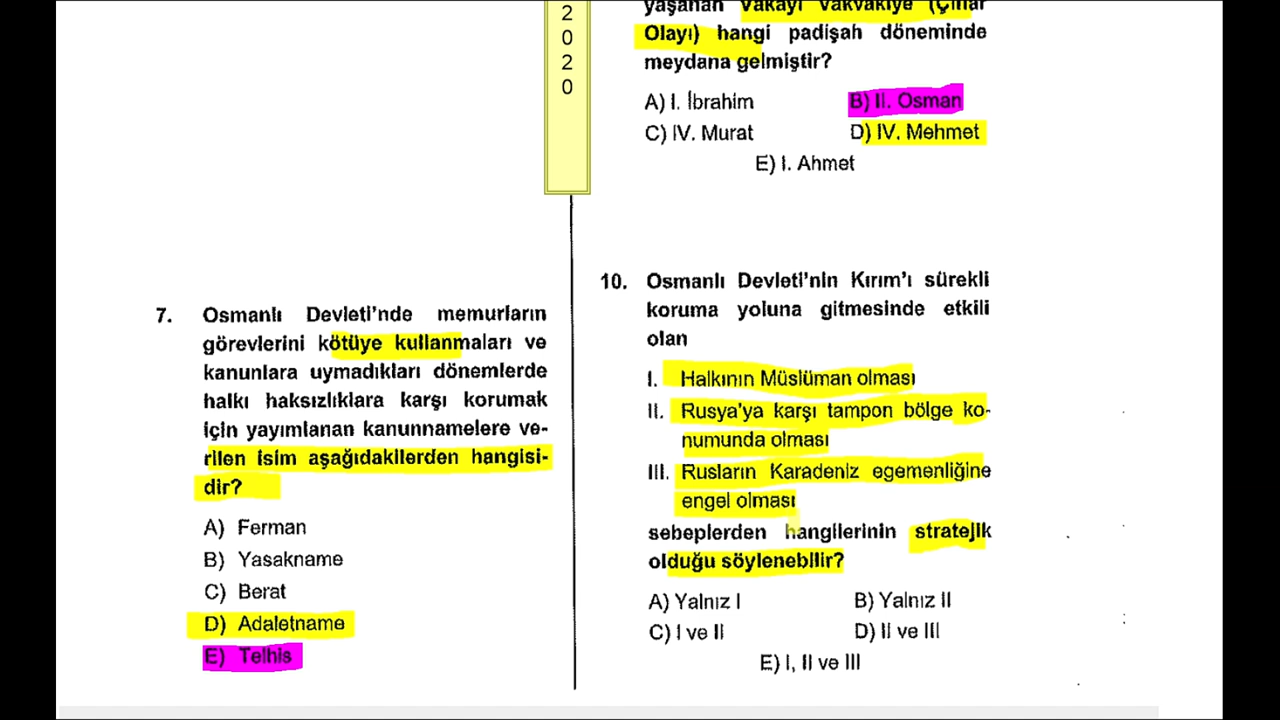 2
0
2
0
7. Osmanlı Devleti'nde memurların
görevlerini kötüye kullanmaları ve
kanunlara uymadıkları dönemlerde
halkı haksızlıklara karşı korumak
için yayımlanan kanunnamelere ve-
rilen isim aşağıdakilerden hangisi-
dir?
A) Ferman
B) Yasakname
C) Berat
D) Adaletname
E) Telhis
yaşanan Vakayı Vakvakiye (Çınar
Olayı) hangi padişah döneminde
meydana gelmiştir?
A) I. İbrahim B) II. Osman
C) IV. Murat D) IV. Mehmet
E) I. Ahmet
10. Osmanlı Devleti'nin Kırım'ı sürekli
koruma yoluna gitmesinde etkili
olan
I. Halkının Müslüman olması
II. Rusya'ya karşı tampon bölge ko-
numunda olması
III. Rusların Karadeniz egemenliğine
engel olması
sebeplerden hangilerinin stratejik
olduğu söylenebilir?
A) Yalnız I B) Yalnız II
C) I ve II D) II ve III
E) I, II ve III